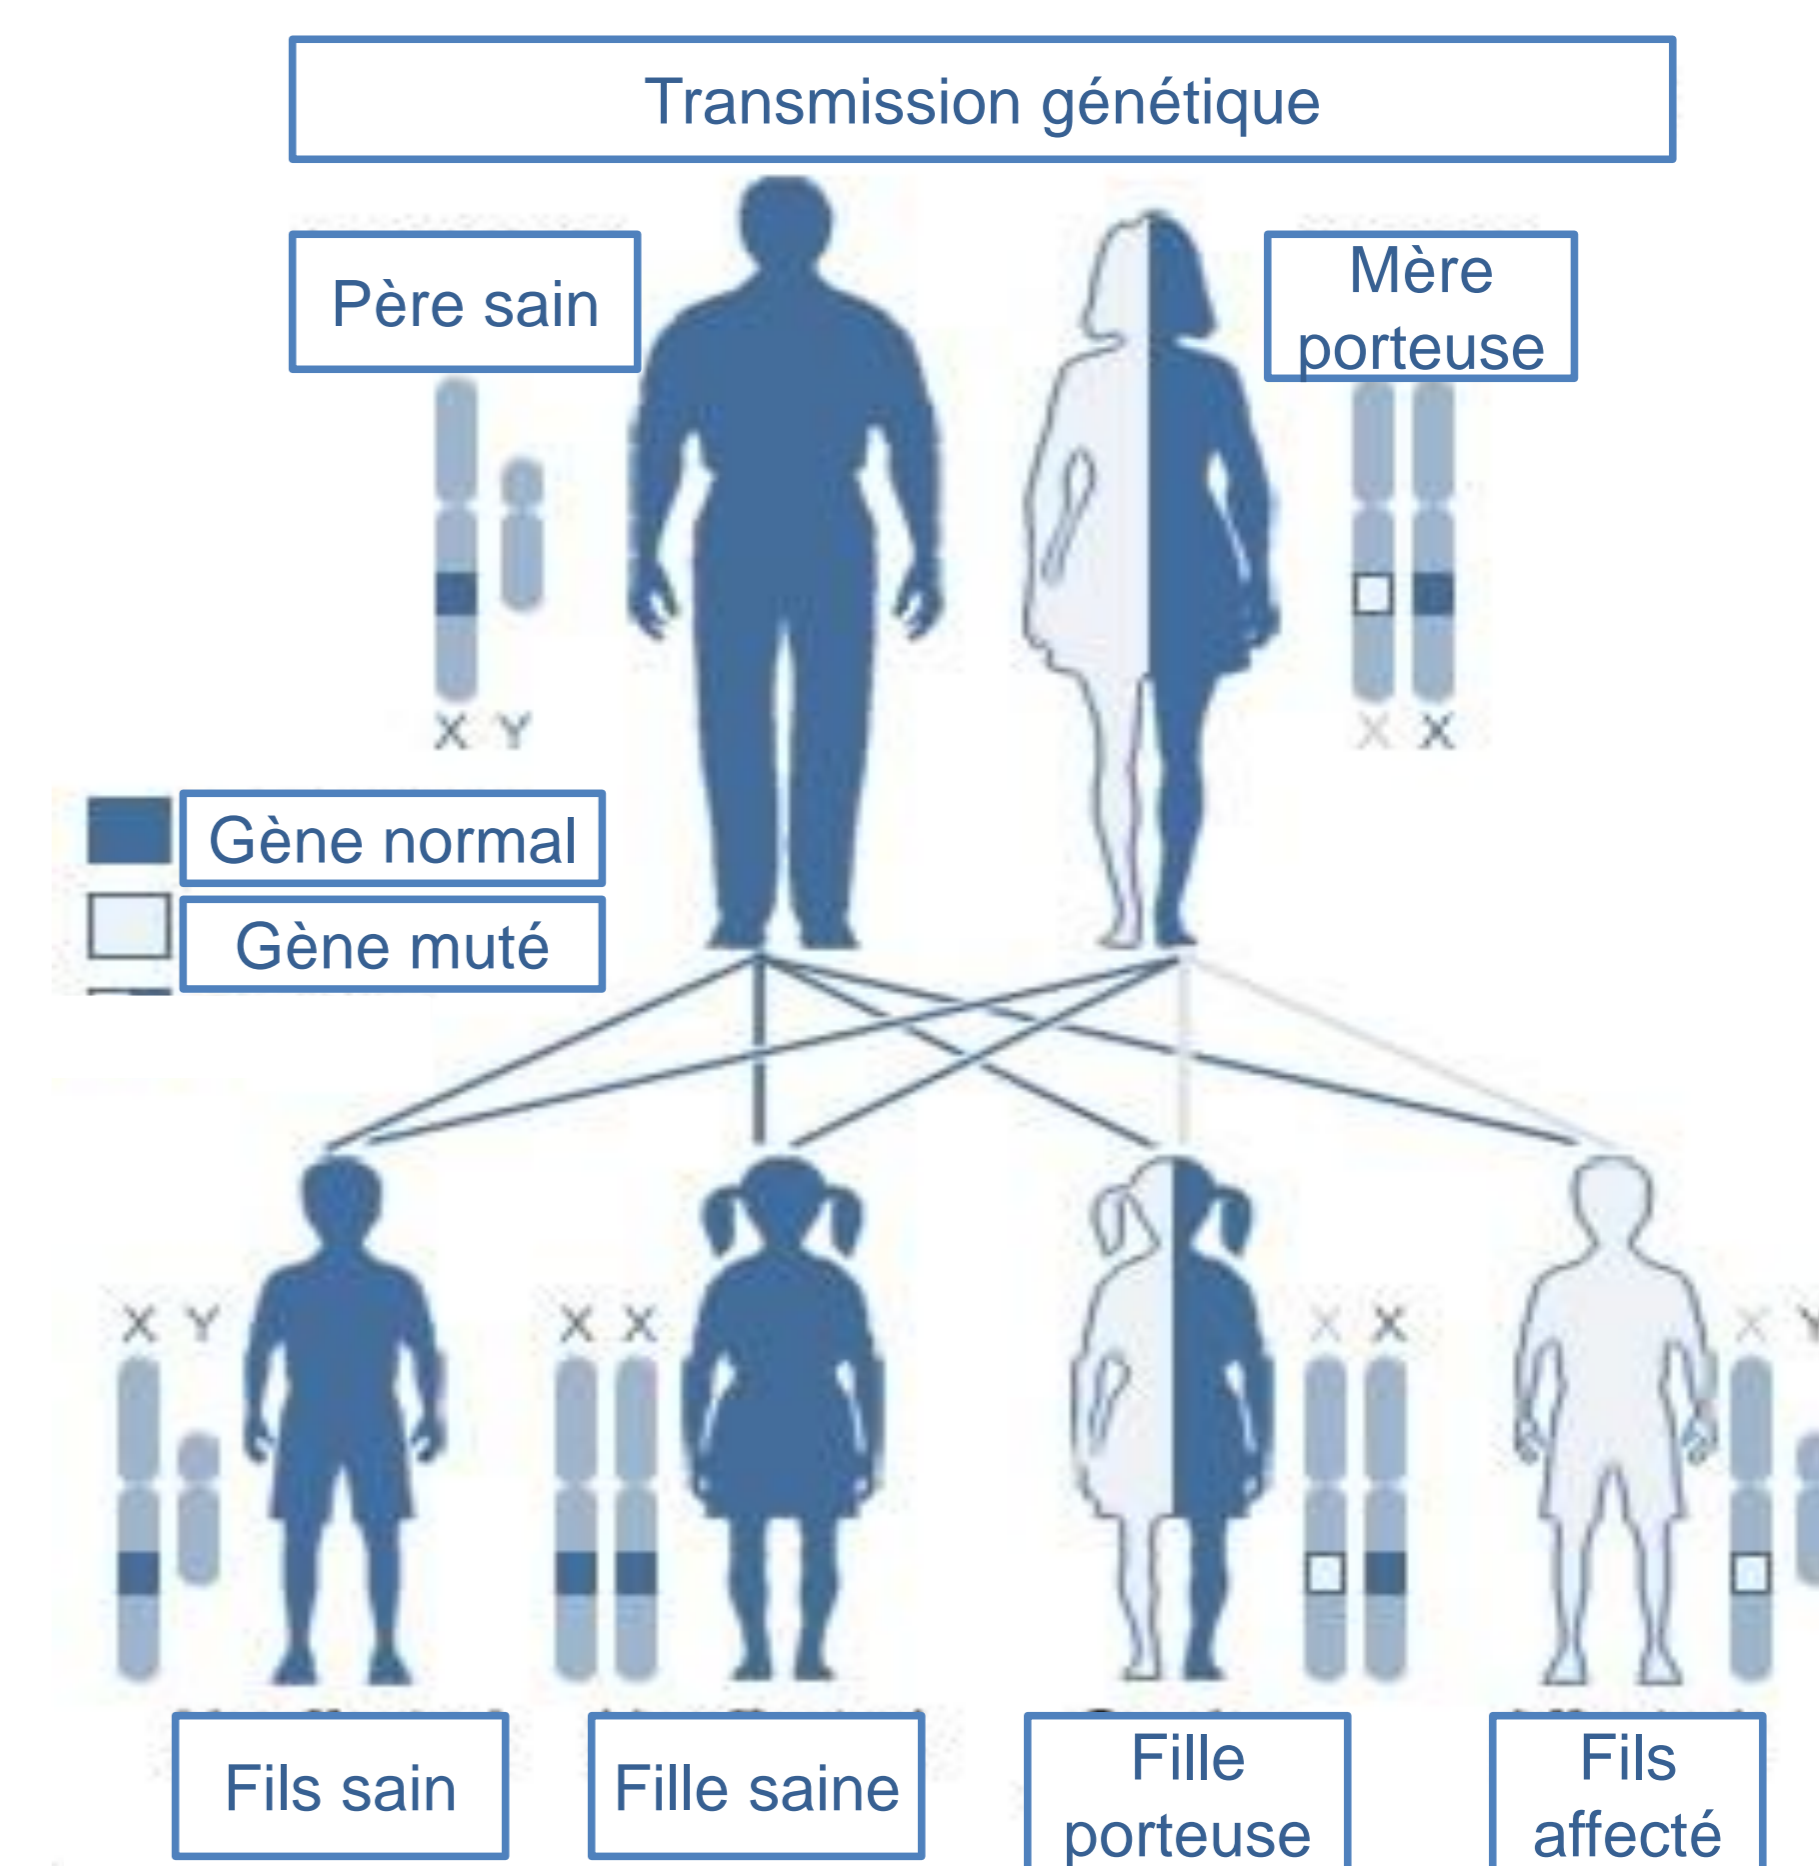 Transmission génétique
Père sain
Mère
porteuse
X Y
X X
Gène normal
Gène muté
X Y
X X
X X
X Y
Fils sain
Fille saine
Fille
porteuse
Fils
affecté